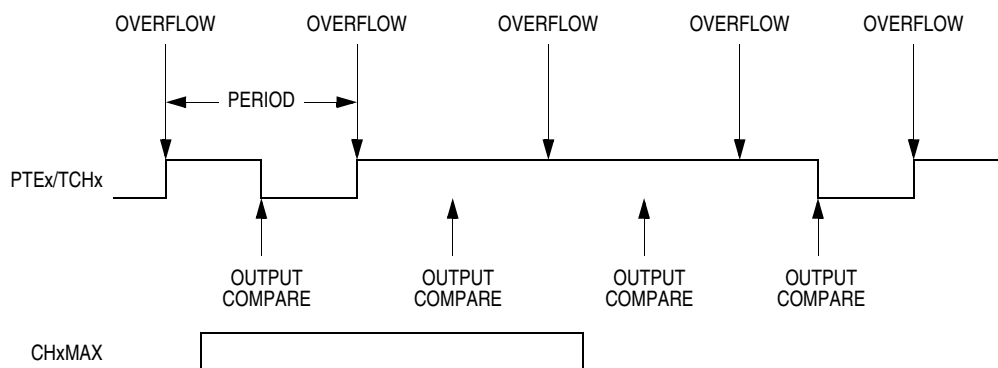 OVERFLOW OVERFLOW OVERFLOW OVERFLOW OVERFLOW
PERIOD
PTEx/TCHx
OUTPUT COMPARE
OUTPUT COMPARE
OUTPUT COMPARE
OUTPUT COMPARE
CHxMAX